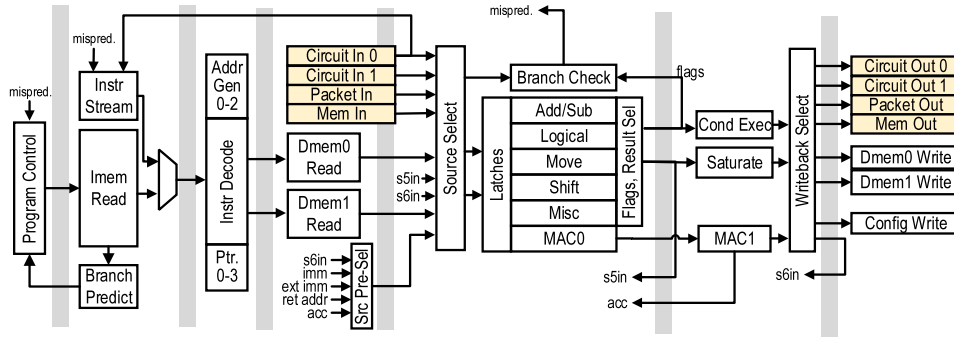 mispred.
mispred.
mispred.
Program Control
Instr
Stream
Imem
Read
Branch
Predict
Addr
Gen
0-2
Instr Decode
Ptr.
0-3
Circuit In 0
Circuit In 1
Packet In
Mem In
Dmem0
Read
Dmem1
Read
s5in
s6in
s6in
imm
ext imm
ret addr
acc
Src Pre-Sel
Source Select
Branch Check
flags
Latches
Add/Sub
Logical
Move
Shift
Misc
MAC0
Flags, Result Sel
Cond Exec
Saturate
MAC1
s5in
acc
s6in
Writeback Select
Circuit Out 0
Circuit Out 1
Packet Out
Mem Out
Dmem0 Write
Dmem1 Write
Config Write